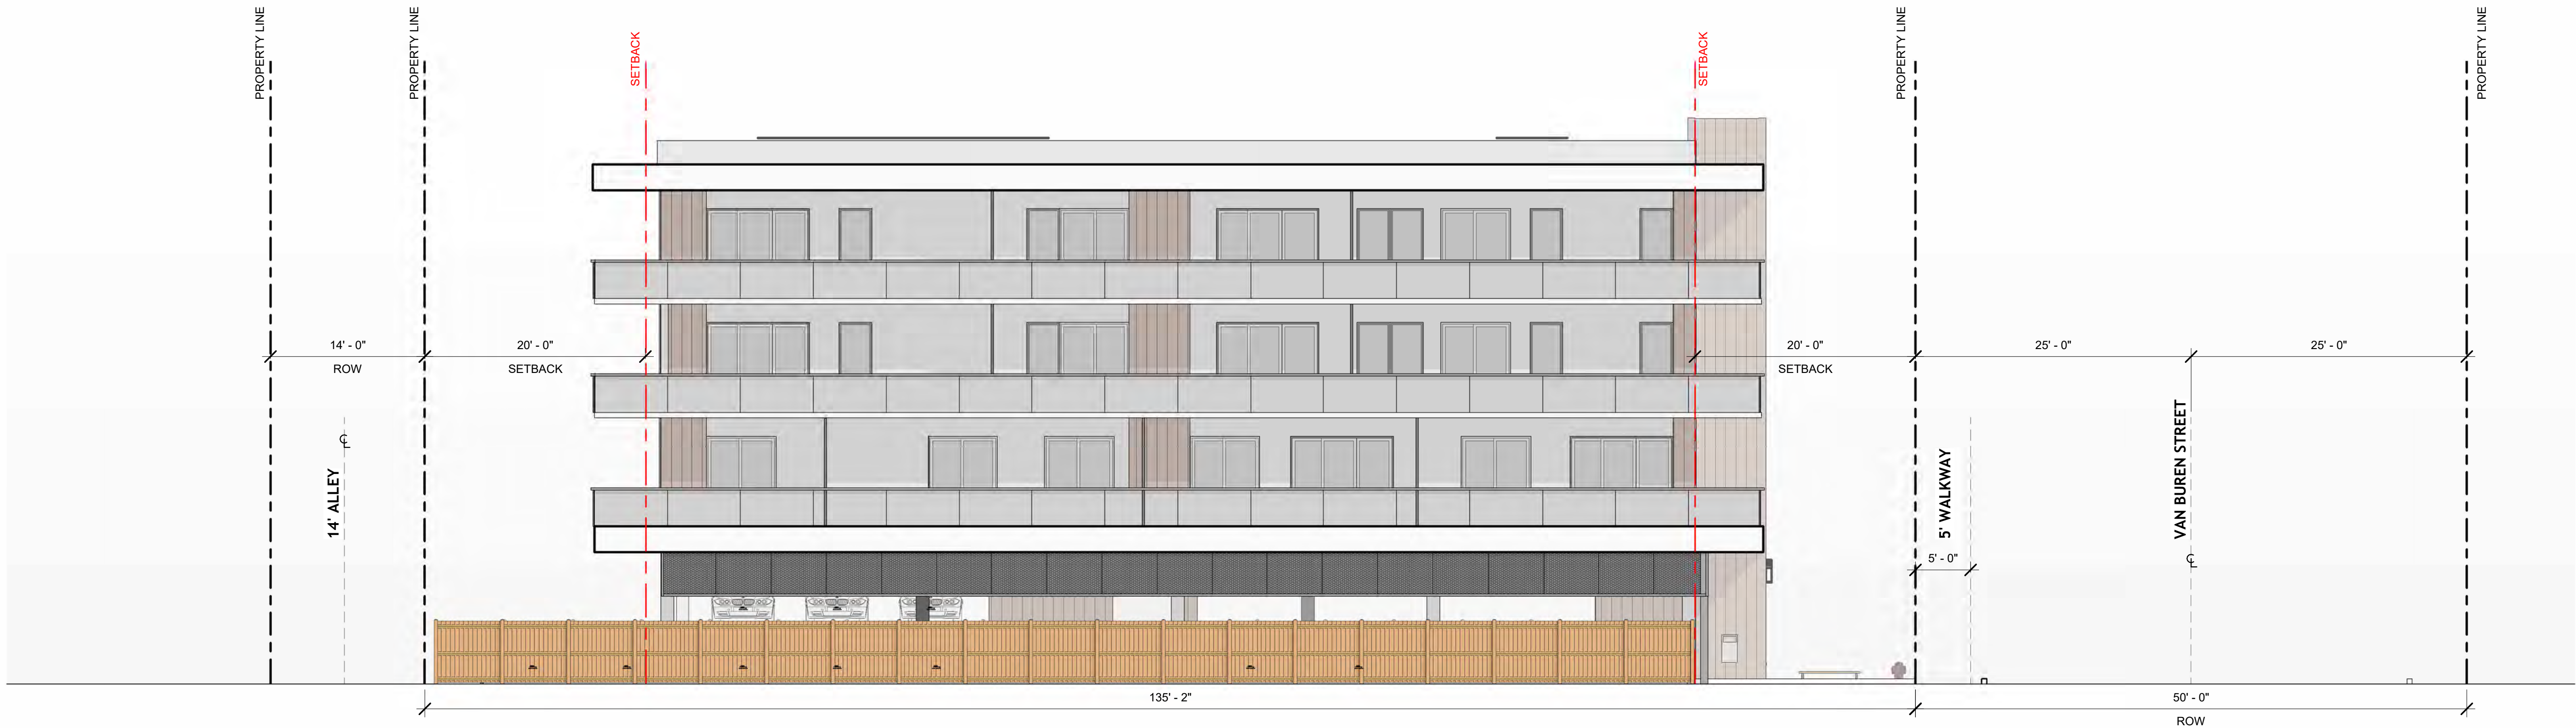 PROPERTY LINE
PROPERTY LINE
SETBACK
SETBACK
PROPERTY LINE
PROPERTY LINE
14' - 0"
ROW
20' - 0"
SETBACK
20' - 0"
SETBACK
25' - 0"
25' - 0"
14' ALLEY
℄
5' WALKWAY
5' - 0"
VAN BUREN STREET
℄
135' - 2"
50' - 0"
ROW